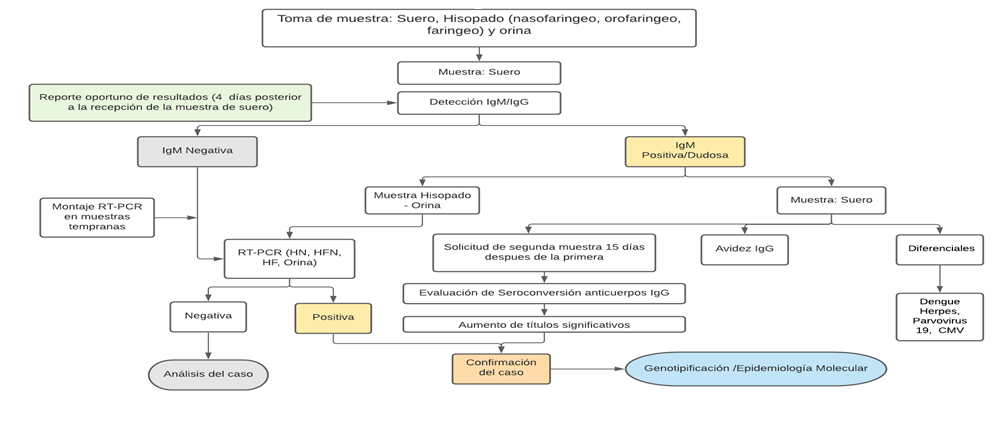 Toma de muestra: Suero, Hisopado (nasofaringeo, orofaringeo,
faringeo) y orina
Muestra: Suero
Reporte oportuno de resultados (4 días posterior
a la recepción de la muestra de suero)
Detección IgM/IgG
IgM Negativa
IgM
Positiva/Dudosa
Montaje RT-PCR
en muestras
tempranas
Muestra Hisopado
- Orina
Muestra: Suero
RT-PCR (HN, HFN,
HF, Orina)
Solicitud de segunda muestra 15 días
despues de la primera
Avidez IgG
Diferenciales
Evaluación de Seroconversión anticuerpos IgG
Dengue
Herpes,
Parvovirus
19, CMV
Negativa
Positiva
Aumento de títulos significativos
Análisis del caso
Confirmación
del caso
Genotipificación /Epidemiología Molecular